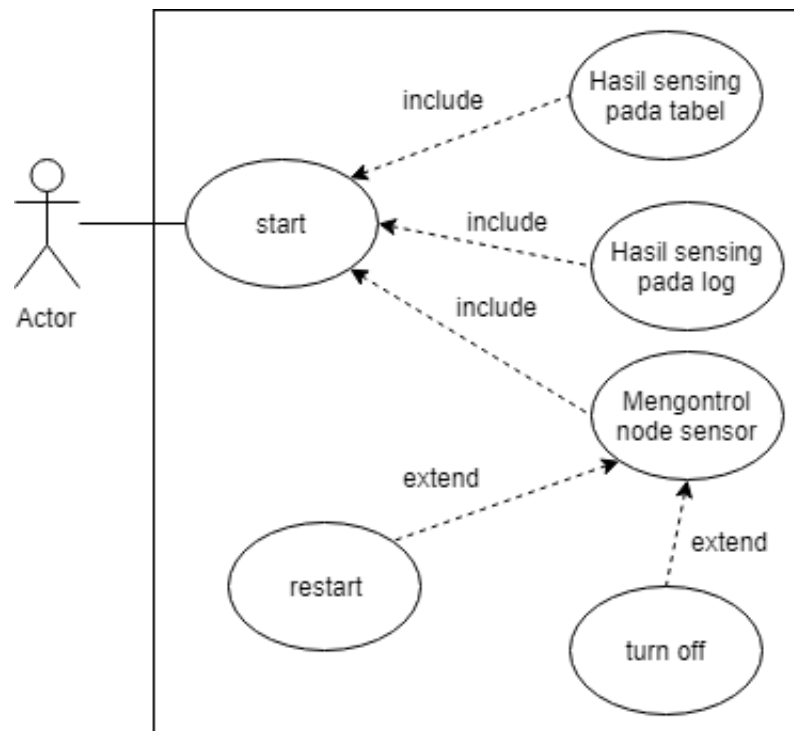 Hasil sensing
pada tabel
include
start
include
Hasil sensing
pada log
Actor
include
Mengontrol
node sensor
extend
restart
extend
turn off